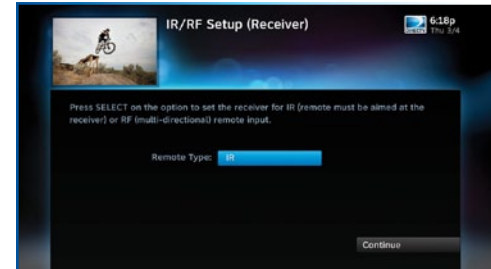 IR/RF Setup (Receiver)
6:18p
DIRECTV Thu 3/4
Press SELECT on the option to set the receiver for IR (remote must be aimed at the
receiver) or RF (multi-directional) remote input.
Remote Type: IR
Continue